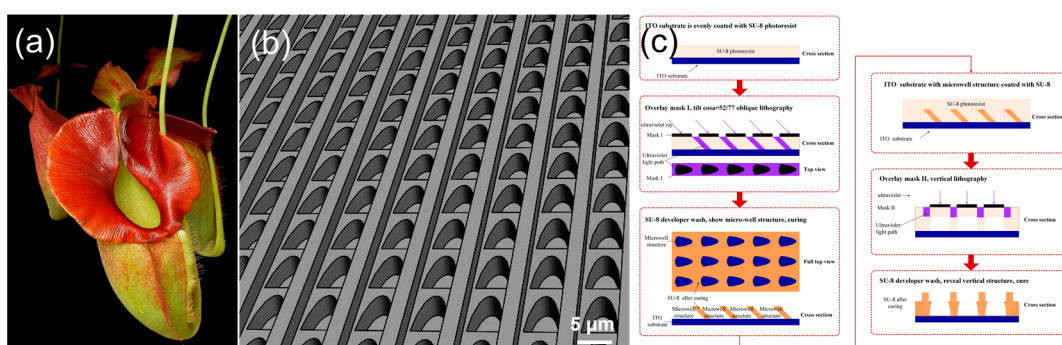 (a)
(b)
5 μm
(c)
ITO substrate is evenly coated with SU-8 photoresist
Cross section
SU-8 photoresist
ITO substrate
Overlay mask I, tilt cosα=52/77 oblique lithography
ultraviolet ray
Mask I
Cross section
Ultraviolet
light path
Mask I
Top view
SU-8 developer wash, show micro-well structure, curing
Microwell
structure
Full top view
SU-8 after curing
Microwell Microwell Microwell Microwell
structure structure structure structure
Cross section
ITO
substrate
ITO substrate with microwell structure coated with SU-8
SU-8 photoresist
Cross section
ITO substrate
Overlay mask II, vertical lithography
ultraviolet
Mask II
Cross section
Ultraviolet
light path
SU-8 developer wash, reveal vertical structure, cure
SU-8 after
curing
Cross section